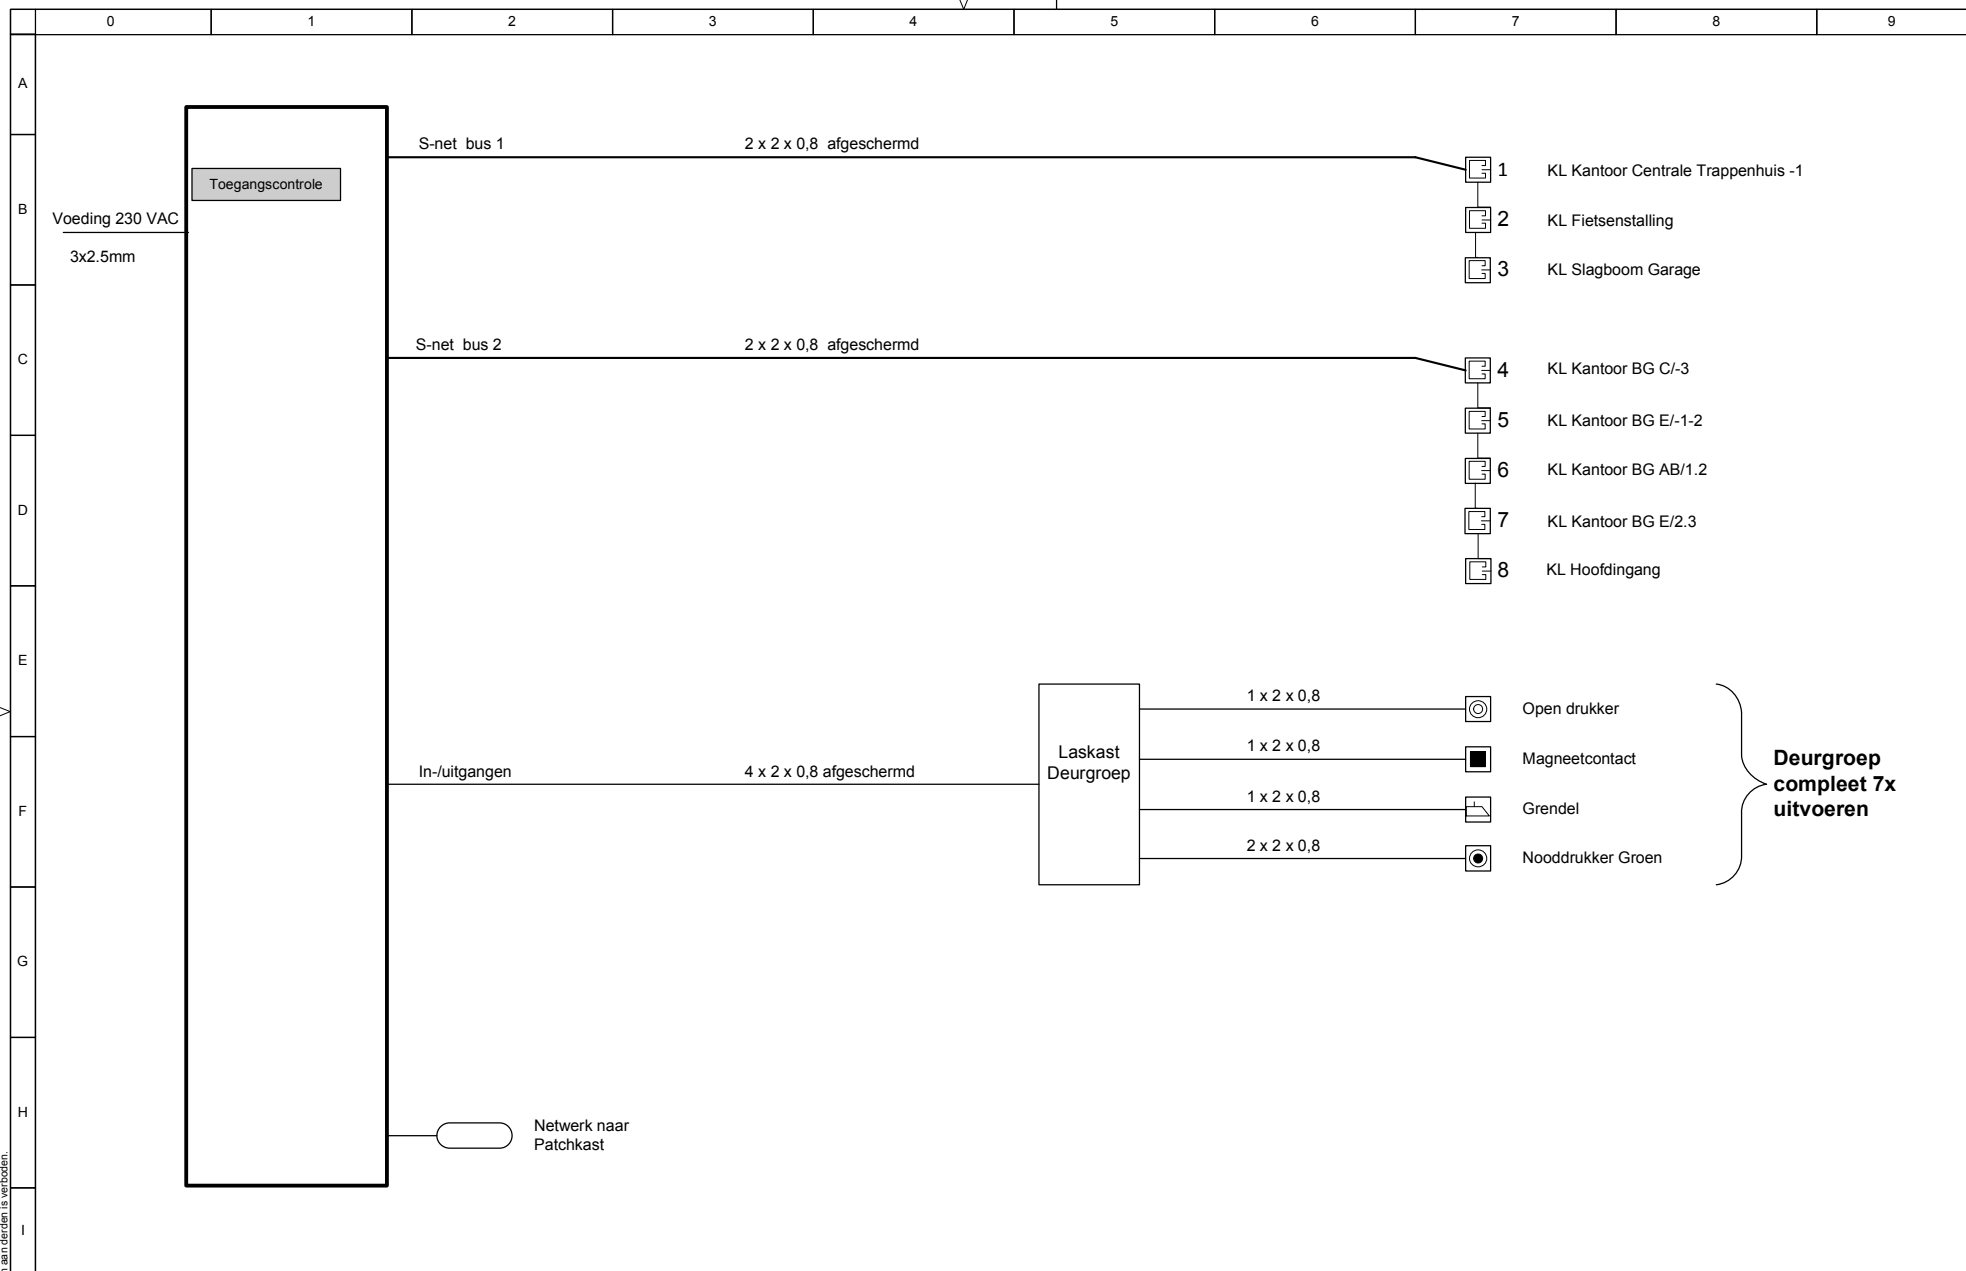 0 1 2 3 4 5 6 7 8 9
A
B
C
D
E
F
G
H
I
Toegangscontrole
Voeding 230 VAC
3x2.5mm
S-net bus 1
2 x 2 x 0,8 afgeschermd
1 KL Kantoor Centrale Trappenhuis -1
2 KL Fietsenstalling
3 KL Slagboom Garage
S-net bus 2
2 x 2 x 0,8 afgeschermd
4 KL Kantoor BG C/-3
5 KL Kantoor BG E/-1-2
6 KL Kantoor BG AB/1.2
7 KL Kantoor BG E/2.3
8 KL Hoofdingang
In-/uitgangen
4 x 2 x 0,8 afgeschermd
Laskast
Deurgroep
1 x 2 x 0,8
Open drukker
1 x 2 x 0,8
Magneetcontact
1 x 2 x 0,8
Grendel
2 x 2 x 0,8
Nooddrukker Groen
Deurgroep
compleet 7x
uitvoeren
Netwerk naar
Patchkast
aan derden is verboden.